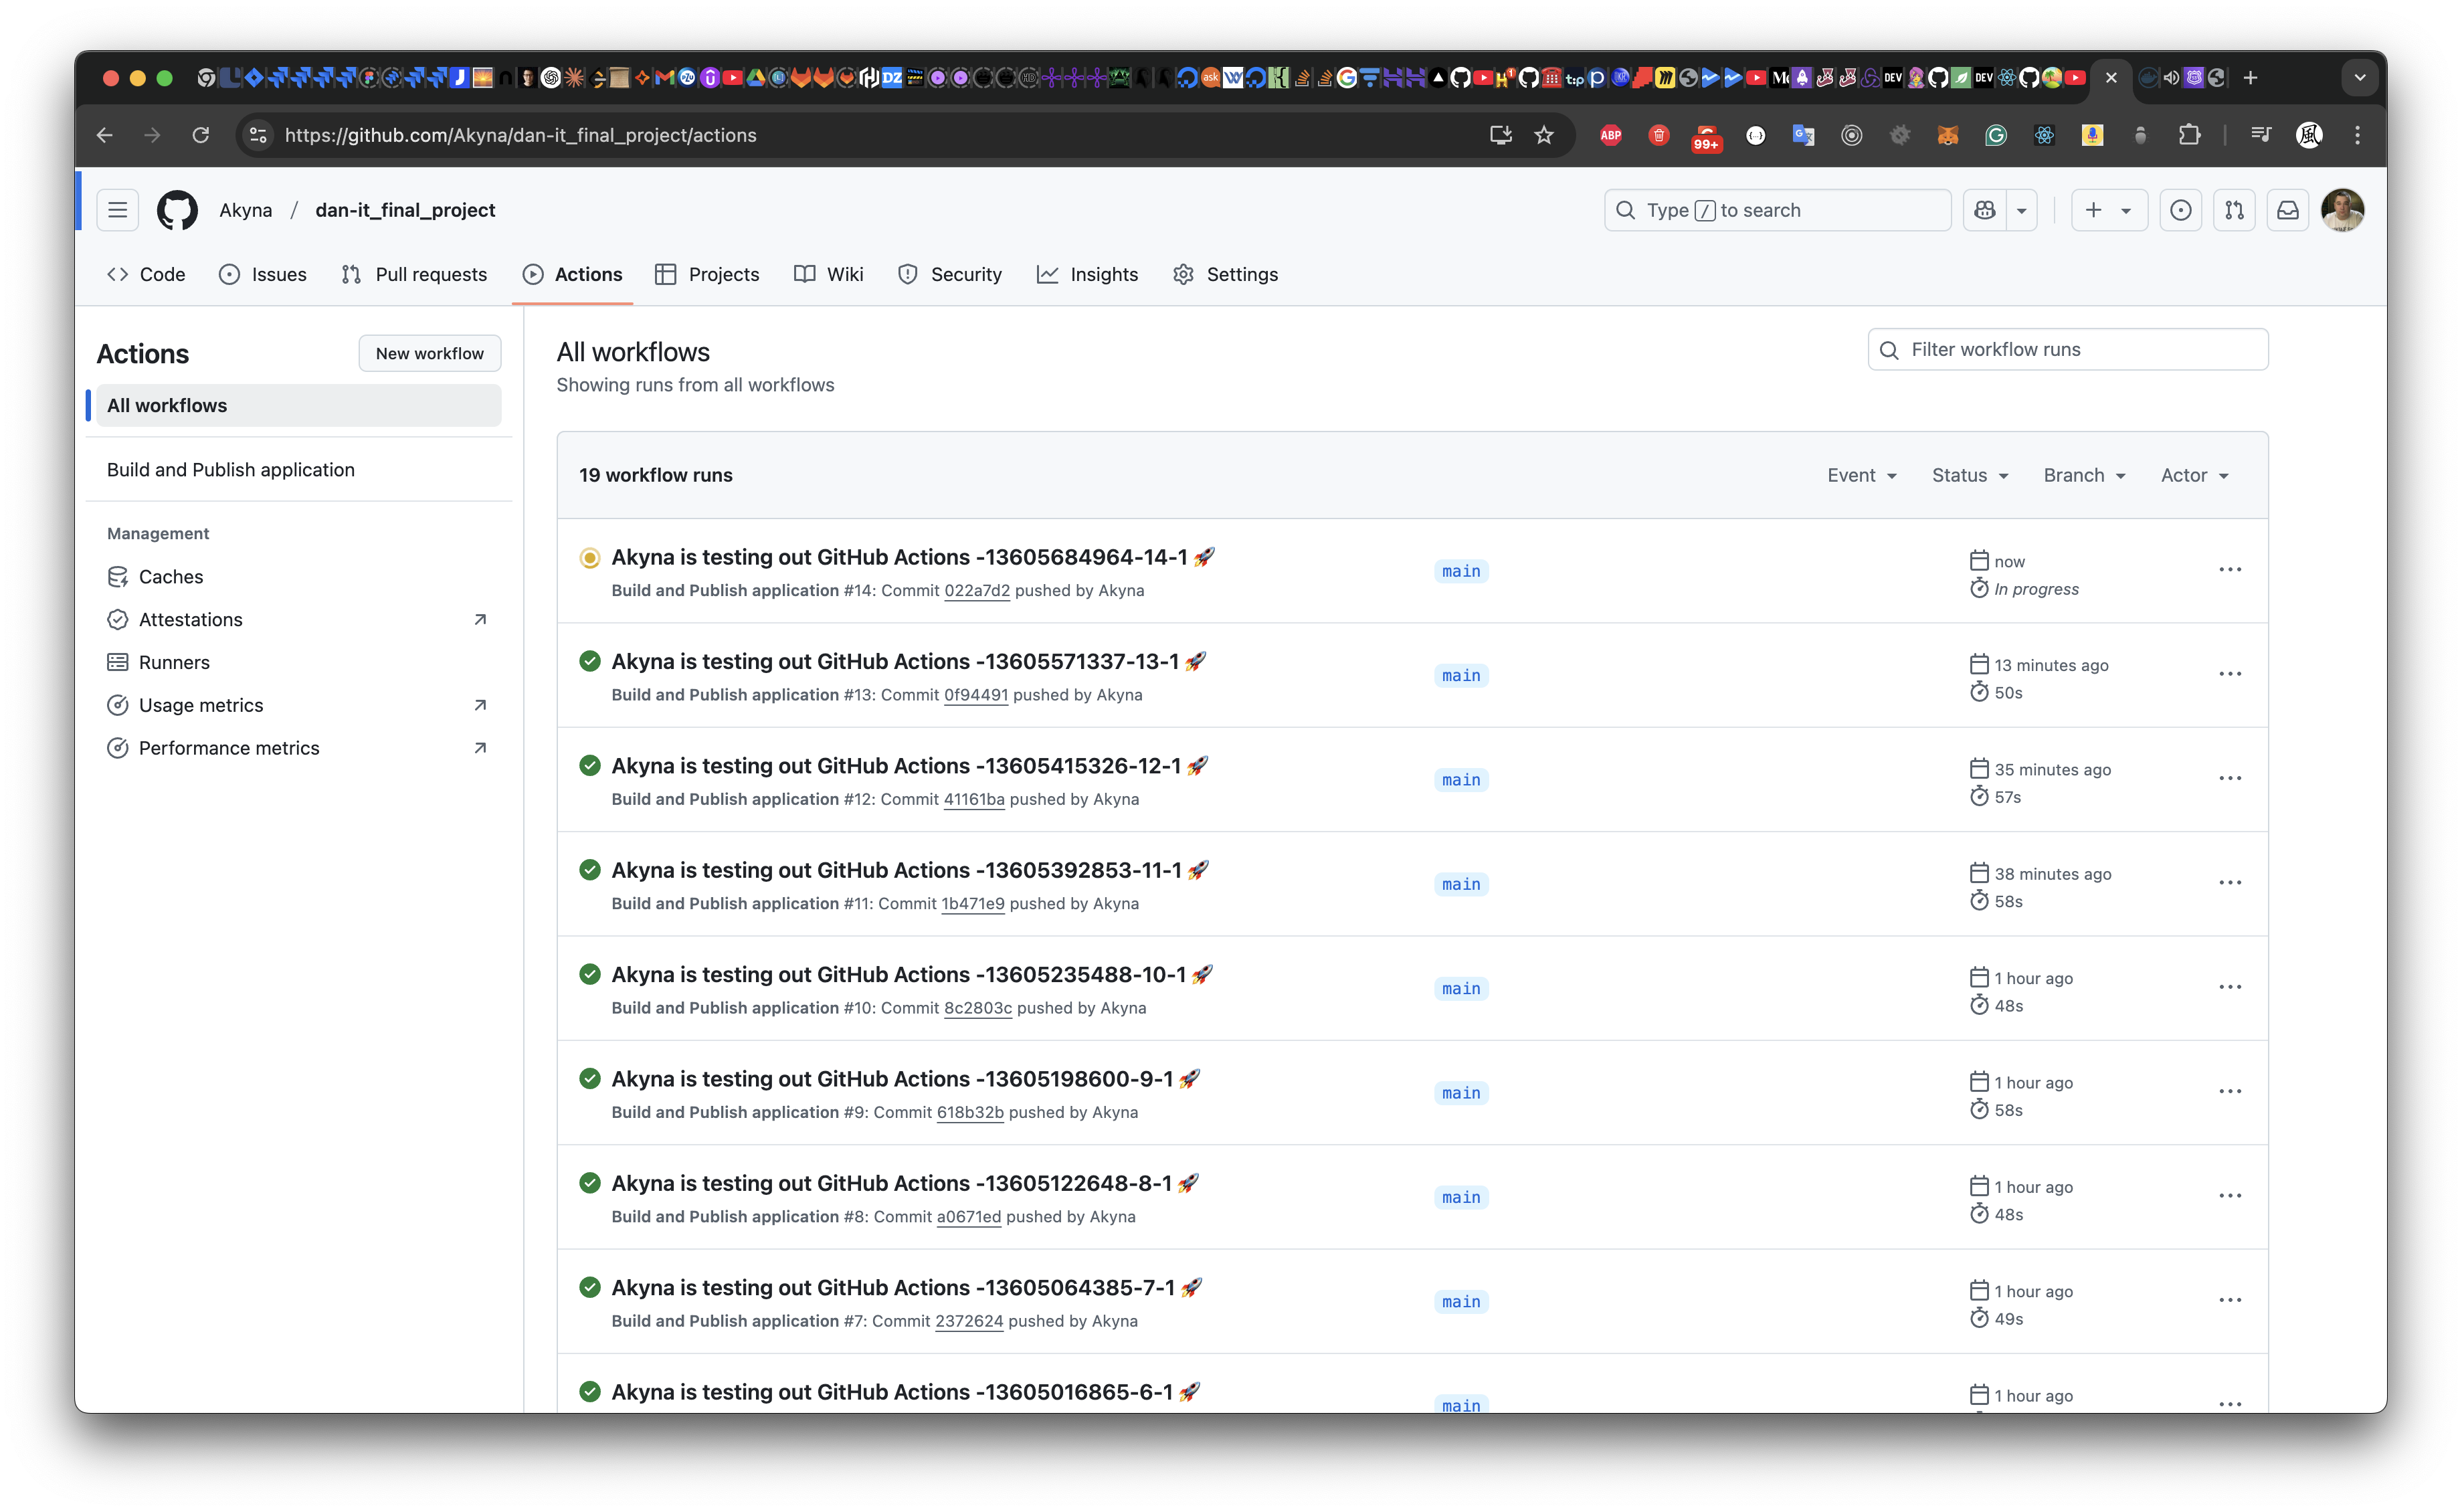 https://github.com/Akyna/dan-it_final_project/actions
ABP
99+
Akyna / dan-it_final_project
Type / to search
Code
Issues
Pull requests
Actions
Projects
Wiki
Security
Insights
Settings
Actions
New workflow
All workflows
Build and Publish application
Management
Caches
Attestations
Runners
Usage metrics
Performance metrics
All workflows
Showing runs from all workflows
Filter workflow runs
19 workflow runs
Event
Status
Branch
Actor
Akyna is testing out GitHub Actions -13605684964-14-1 🚀
Build and Publish application #14: Commit 022a7d2 pushed by Akyna
main
now
In progress
Akyna is testing out GitHub Actions -13605571337-13-1 🚀
Build and Publish application #13: Commit 0f94491 pushed by Akyna
main
13 minutes ago
50s
Akyna is testing out GitHub Actions -13605415326-12-1 🚀
Build and Publish application #12: Commit 41161ba pushed by Akyna
main
35 minutes ago
57s
Akyna is testing out GitHub Actions -13605392853-11-1 🚀
Build and Publish application #11: Commit 1b471e9 pushed by Akyna
main
38 minutes ago
58s
Akyna is testing out GitHub Actions -13605235488-10-1 🚀
Build and Publish application #10: Commit 8c2803c pushed by Akyna
main
1 hour ago
48s
Akyna is testing out GitHub Actions -13605198600-9-1 🚀
Build and Publish application #9: Commit 618b32b pushed by Akyna
main
1 hour ago
58s
Akyna is testing out GitHub Actions -13605122648-8-1 🚀
Build and Publish application #8: Commit a0671ed pushed by Akyna
main
1 hour ago
48s
Akyna is testing out GitHub Actions -13605064385-7-1 🚀
Build and Publish application #7: Commit 2372624 pushed by Akyna
main
1 hour ago
49s
Akyna is testing out GitHub Actions -13605016865-6-1 🚀
main
1 hour ago